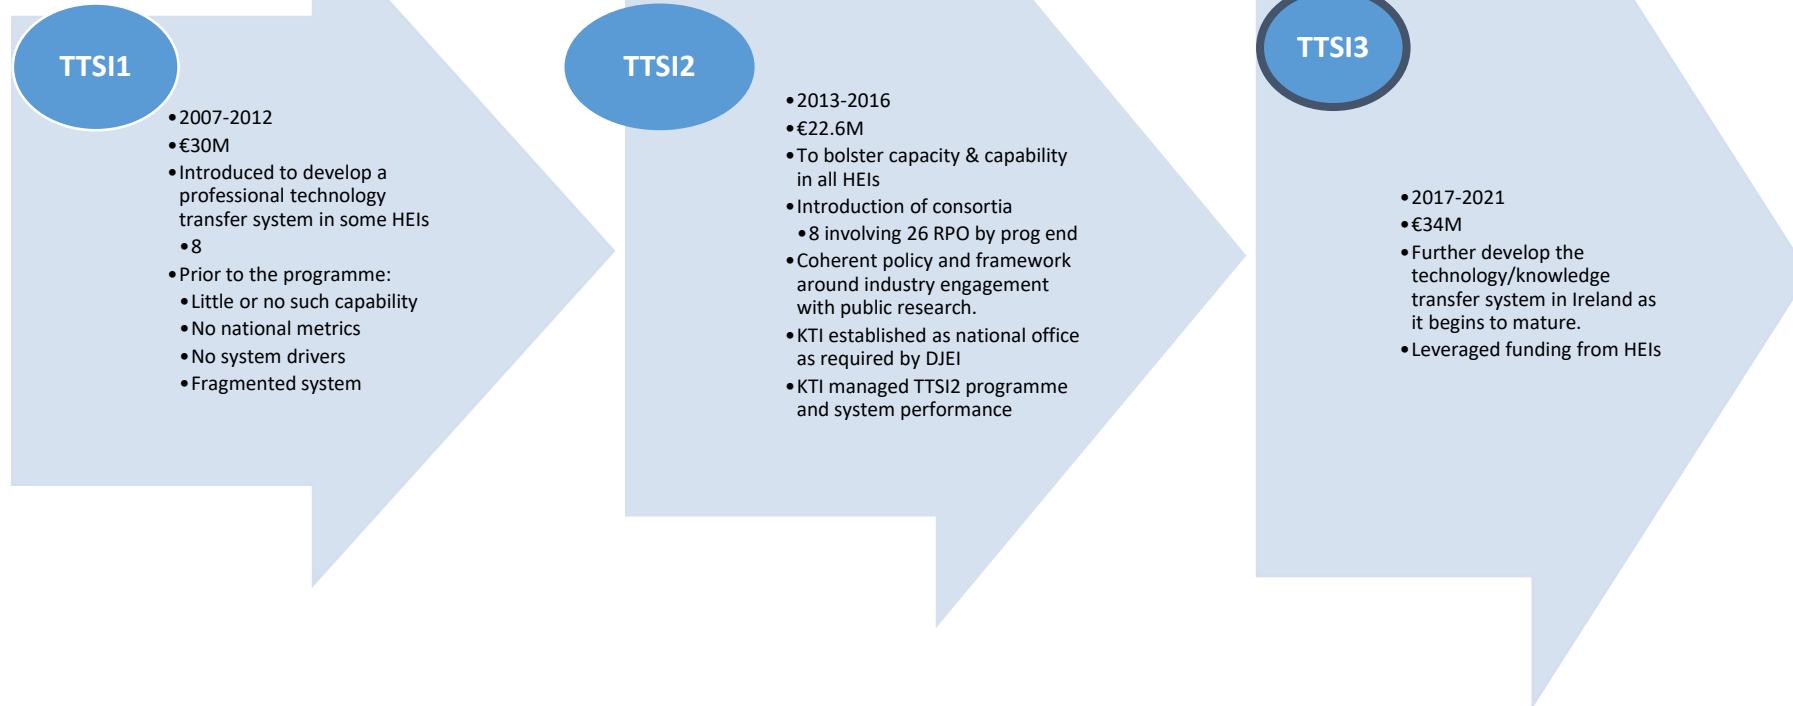 TTSI1
•2007-2012
•€30M
•Introduced to develop a
professional technology
transfer system in some HEIs
•8
•Prior to the programme:
•Little or no such capability
•No national metrics
•No system drivers
•Fragmented system
TTSI2
•2013-2016
•€22.6M
•To bolster capacity & capability
in all HEIs
•Introduction of consortia
•8 involving 26 RPO by prog end
•Coherent policy and framework
around industry engagement
with public research.
•KTI established as national office
as required by DJEI
•KTI managed TTSI2 programme
and system performance
TTSI3
•2017-2021
•€34M
•Further develop the
technology/knowledge
transfer system in Ireland as
it begins to mature.
•Leveraged funding from HEIs